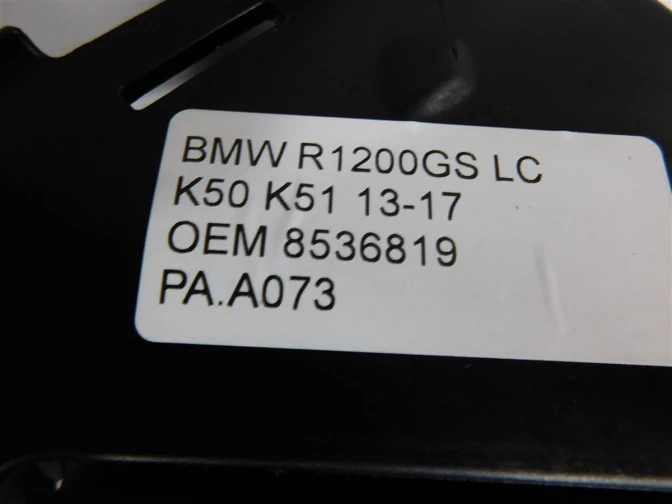 BMW R1200GS LC
K50 K51 13-17
OEM 8536819
PA.A073